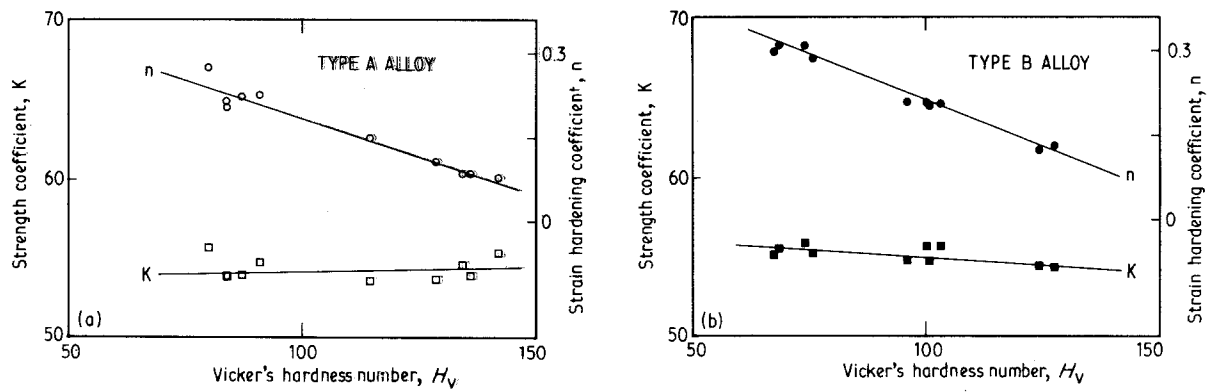 70
60
50
Strength coefficient, K
TYPE A ALLOY
n
K
(a)
0.3
0
Strain hardening coefficient, n
50
100
150
Vicker's hardness number, Hv
70
60
50
Strength coefficient, K
TYPE B ALLOY
n
K
(b)
0.3
0
Strain hardening coefficient, n
50
100
150
Vicker's hardness number, Hv